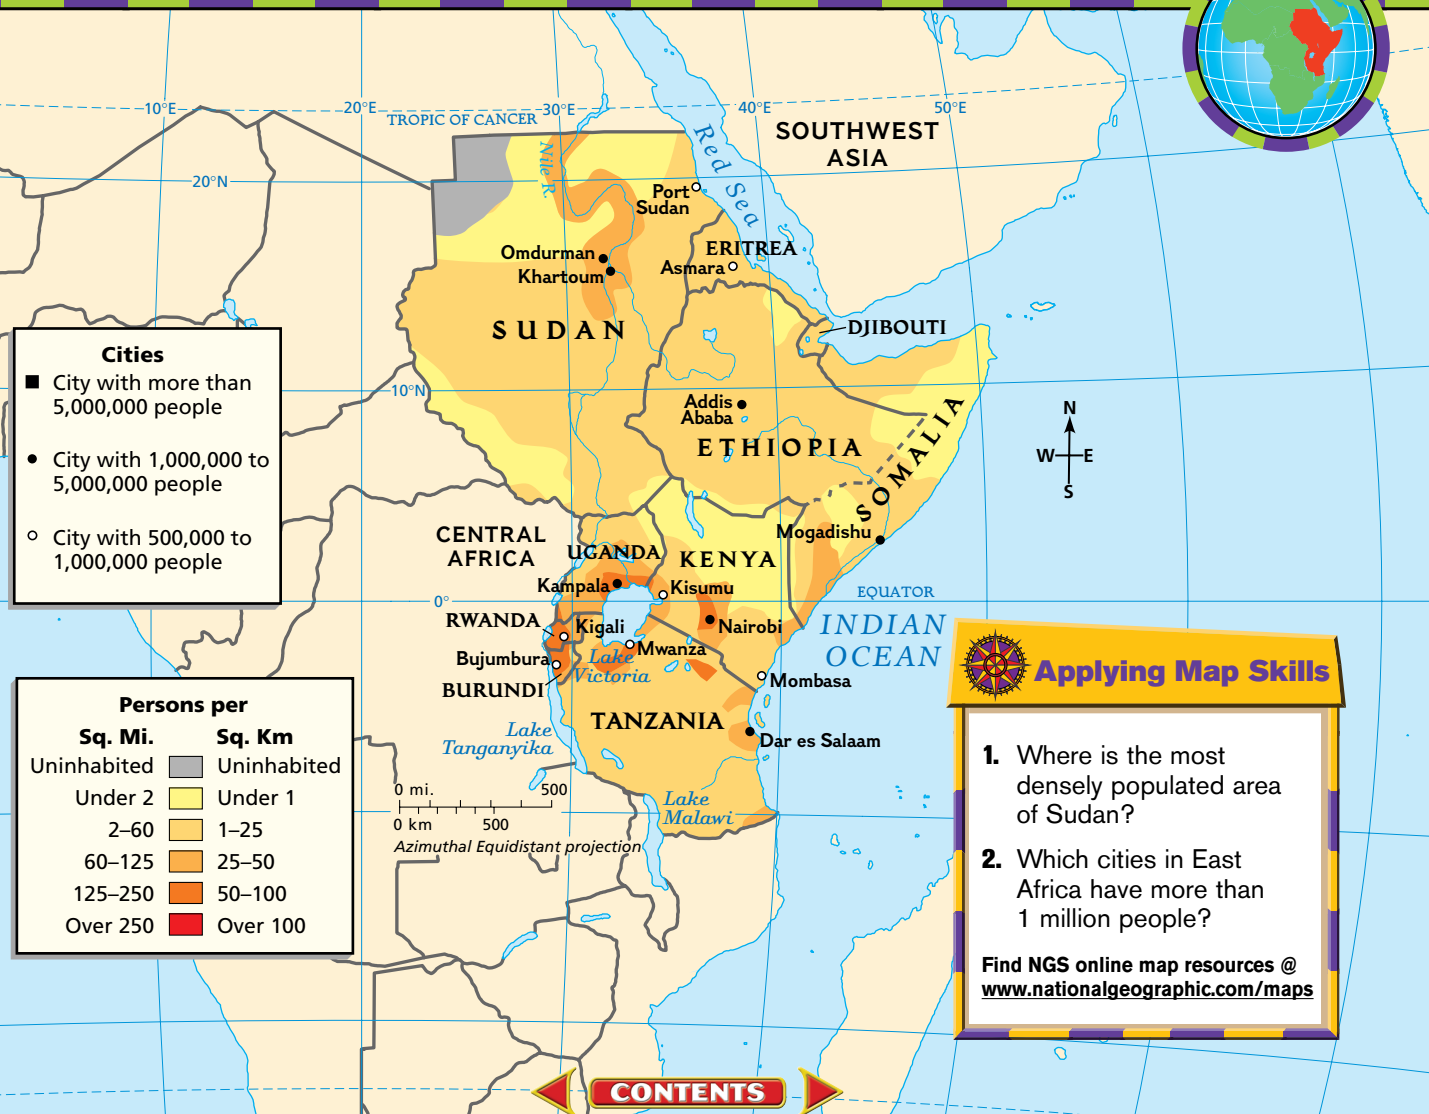 10°E
20°E
30°E
40°E
50°E
TROPIC OF CANCER
SOUTHWEST
ASIA
Red Sea
Nile R.
20°N
Port
Sudan
ERITREA
Asmara
Omdurman
Khartoum
SUDAN
DJIBOUTI
10°N
Addis
Ababa
ETHIOPIA
SOMALIA
N
W E
S
Mogadishu
CENTRAL
AFRICA
UGANDA
KENYA
Kampala
Kisumu
EQUATOR
0°
RWANDA
Kigali
Nairobi
INDIAN
OCEAN
Mwanza
Bujumbura
Lake
Victoria
BURUNDI
Mombasa
TANZANIA
Lake
Tanganyika
Dar es Salaam
Lake
Malawi
0 mi. 500
0 km 500
Azimuthal Equidistant projection
Cities
City with more than
5,000,000 people
City with 1,000,000 to
5,000,000 people
City with 500,000 to
1,000,000 people
Persons per
Sq. Mi. Sq. Km
Uninhabited Uninhabited
Under 2 Under 1
2–60 1–25
60–125 25–50
125–250 50–100
Over 250 Over 100
Applying Map Skills
1. Where is the most
densely populated area
of Sudan?
2. Which cities in East
Africa have more than
1 million people?
Find NGS online map resources @
www.nationalgeographic.com/maps
CONTENTS